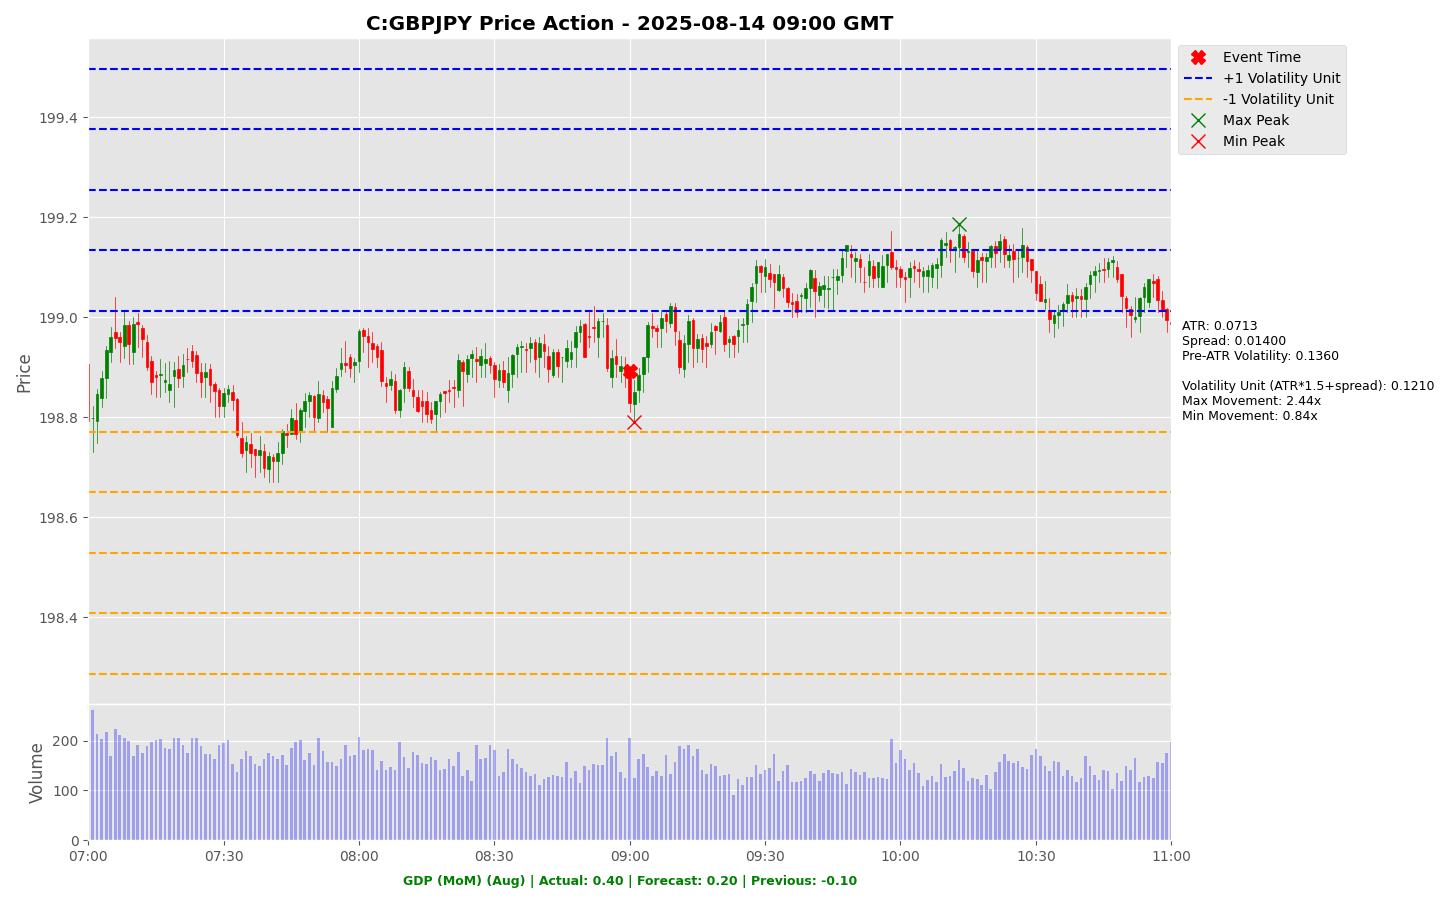 C:GBPJPY Price Action - 2025-08-14 09:00 GMT
Event Time
+1 Volatility Unit
-1 Volatility Unit
Max Peak
Min Peak
Price
199.4
199.2
199.0
198.8
198.6
198.4
ATR: 0.0713
Spread: 0.01400
Pre-ATR Volatility: 0.1360
Volatility Unit (ATR*1.5+spread): 0.1210
Max Movement: 2.44x
Min Movement: 0.84x
Volume
200
100
0
07:00 07:30 08:00 08:30 09:00 09:30 10:00 10:30 11:00
GDP (MoM) (Aug) | Actual: 0.40 | Forecast: 0.20 | Previous: -0.10